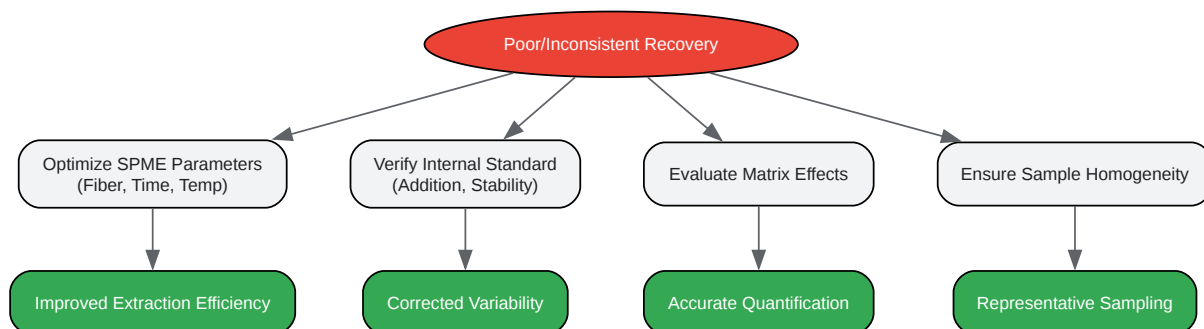 Poor/Inconsistent Recovery
Optimize SPME Parameters
(Fiber, Time, Temp)
Verify Internal Standard
(Addition, Stability)
Evaluate Matrix Effects
Ensure Sample Homogeneity
Improved Extraction Efficiency
Corrected Variability
Accurate Quantification
Representative Sampling